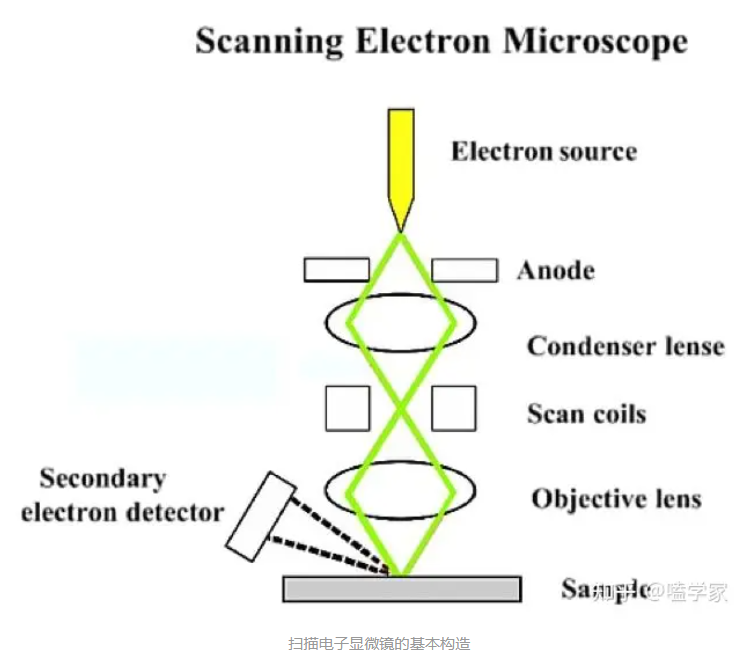 Scanning Electron Microscope
Electron source
Anode
Condenser lense
Scan coils
Secondary
electron detector
Objective lens
Sample
知乎 @嗑学家
扫描电子显微镜的基本构造